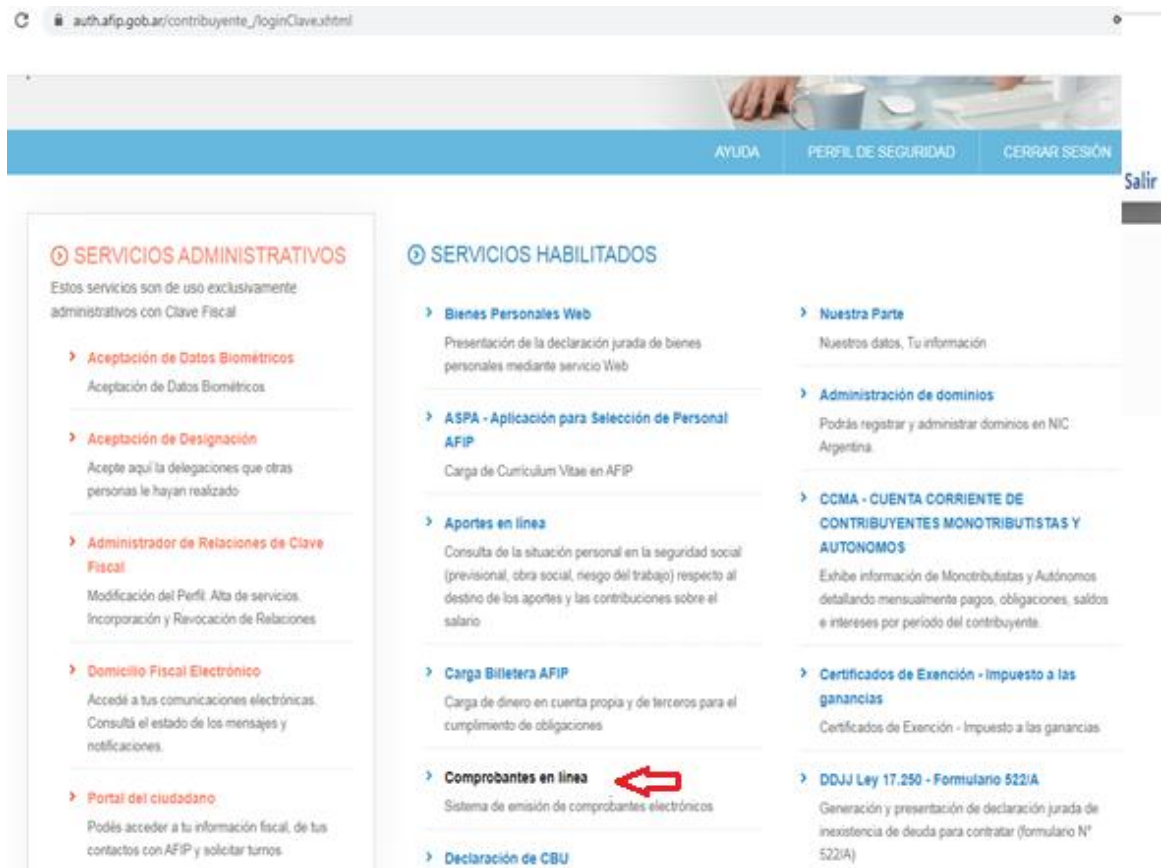 auth.afip.gob.ar/contribuyente_/loginClave.xhtml
AYUDA
PERFIL DE SEGURIDAD
CERRAR SESIÓN
Salir
SERVICIOS ADMINISTRATIVOS
Estos servicios son de uso exclusivamente
administrativos con Clave Fiscal
Aceptación de Datos Biométricos
Aceptación de Datos Biométricos
Aceptación de Designación
Acepte aquí la delegaciones que otras
personas le hayan realizado
Administrador de Relaciones de Clave
Fiscal
Modificación del Perfil. Alta de servicios.
Incorporación y Revocación de Relaciones
Domicilio Fiscal Electrónico
Accedé a tus comunicaciones electrónicas.
Consultá el estado de los mensajes y
notificaciones.
Portal del ciudadano
Podés acceder a tu información fiscal, de tus
contactos con AFIP y solicitar turnos
SERVICIOS HABILITADOS
Bienes Personales Web
Presentación de la declaración jurada de bienes
personales mediante servicio Web
ASPA - Aplicación para Selección de Personal
AFIP
Carga de Curriculum Vitae en AFIP
Aportes en línea
Consulta de la situación personal en la seguridad social
(previsional, obra social, riesgo del trabajo) respecto al
destino de los aportes y las contribuciones sobre el
salario
Carga Billetera AFIP
Carga de dinero en cuenta propia y de terceros para el
cumplimiento de obligaciones
Comprobantes en línea
Sistema de emisión de comprobantes electrónicos
Declaración de CBU
Nuestra Parte
Nuestros datos, Tu información
Administración de dominios
Podrás registrar y administrar dominios en NIC
Argentina.
CCMA - CUENTA CORRIENTE DE
CONTRIBUYENTES MONOTRIBUTISTAS Y
AUTONOMOS
Exhibe información de Monotributistas y Autónomos
detallando mensualmente pagos, obligaciones, saldos
e intereses por período del contribuyente.
Certificados de Exención - Impuesto a las
ganancias
Certificados de Exención - Impuesto a las ganancias
DDJJ Ley 17.250 - Formulario 522/A
Generación y presentación de declaración jurada de
inexistencia de deuda para contratar (formulario N°
522/A)